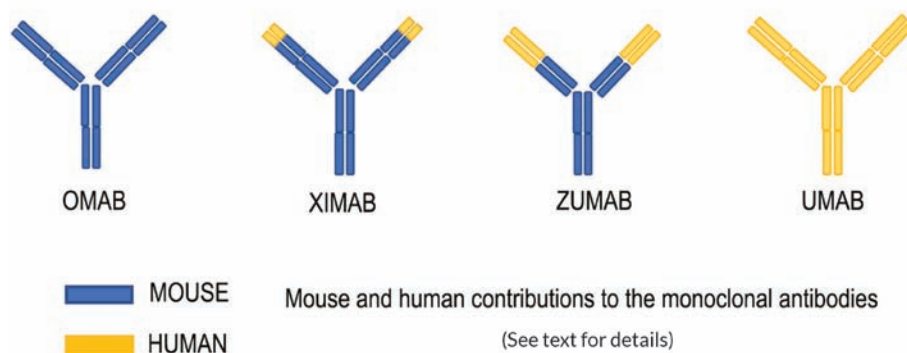 OMAB XIMAB ZUMAB UMAB
MOUSE
Mouse and human contributions to the monoclonal antibodies
HUMAN
(See text for details)